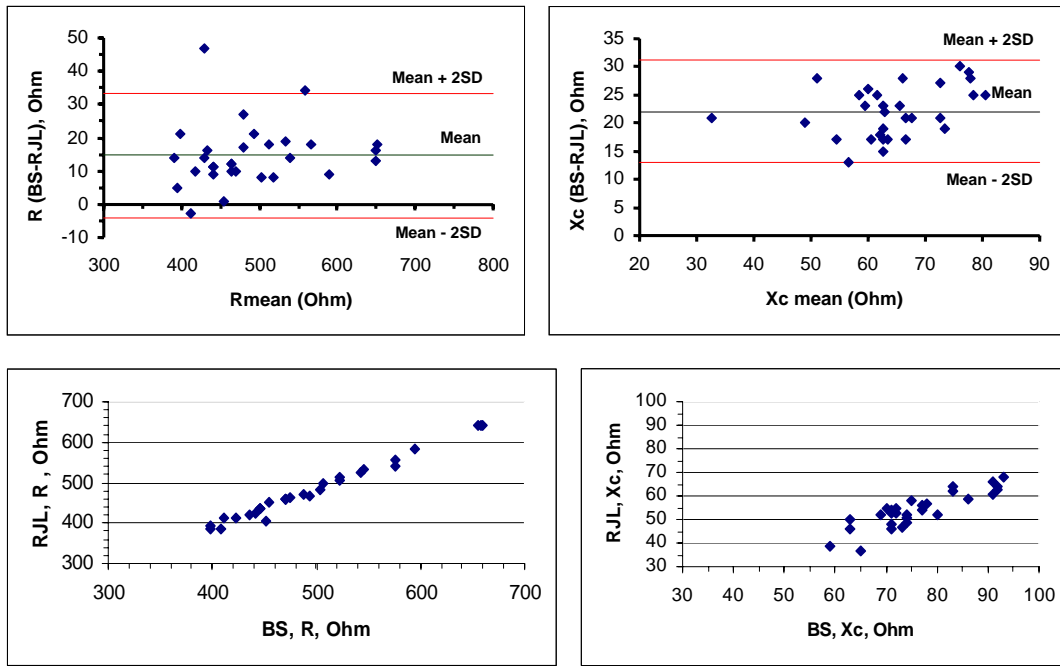 50
40
30
20
10
0
-10
R (BS-RJL), Ohm
Mean + 2SD
Mean
Mean - 2SD
300 400 500 600 700 800
Rmean (Ohm)
35
30
25
20
15
10
5
0
Xc (BS-RJL), Ohm
Mean + 2SD
Mean
Mean - 2SD
20 30 40 50 60 70 80 90
Xc mean (Ohm)
700
600
500
400
300
RJL, R , Ohm
300 400 500 600 700
BS, R, Ohm
100
90
80
70
60
50
40
30
RJL, Xc, Ohm
30 40 50 60 70 80 90 100
BS, Xc, Ohm